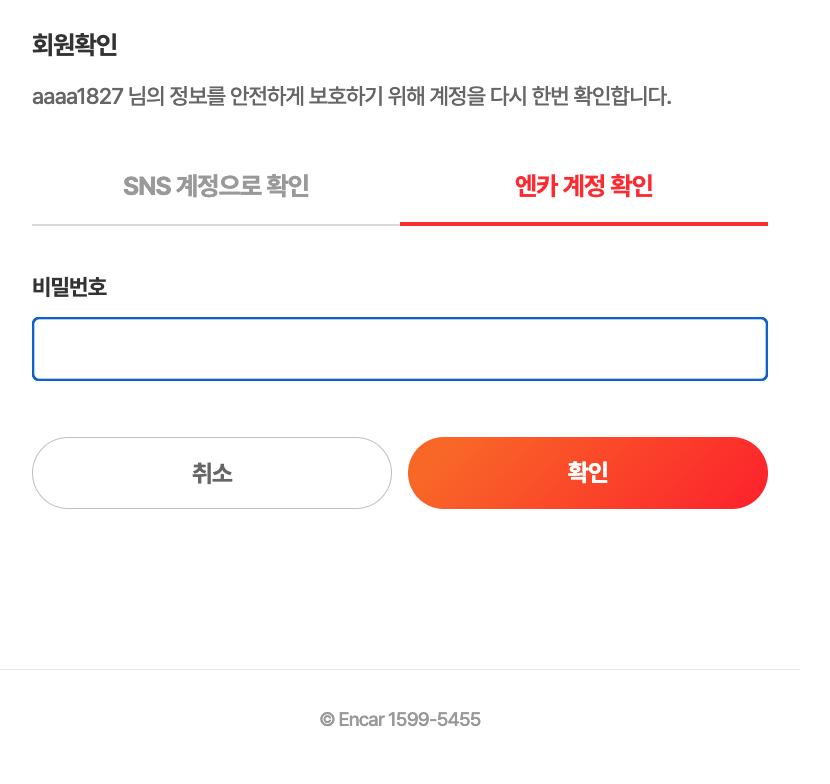 회원확인
aaaa1827 님의 정보를 안전하게 보호하기 위해 계정을 다시 한번 확인합니다.
SNS 계정으로 확인
엔카 계정 확인
비밀번호
취소
확인
© Encar 1599-5455